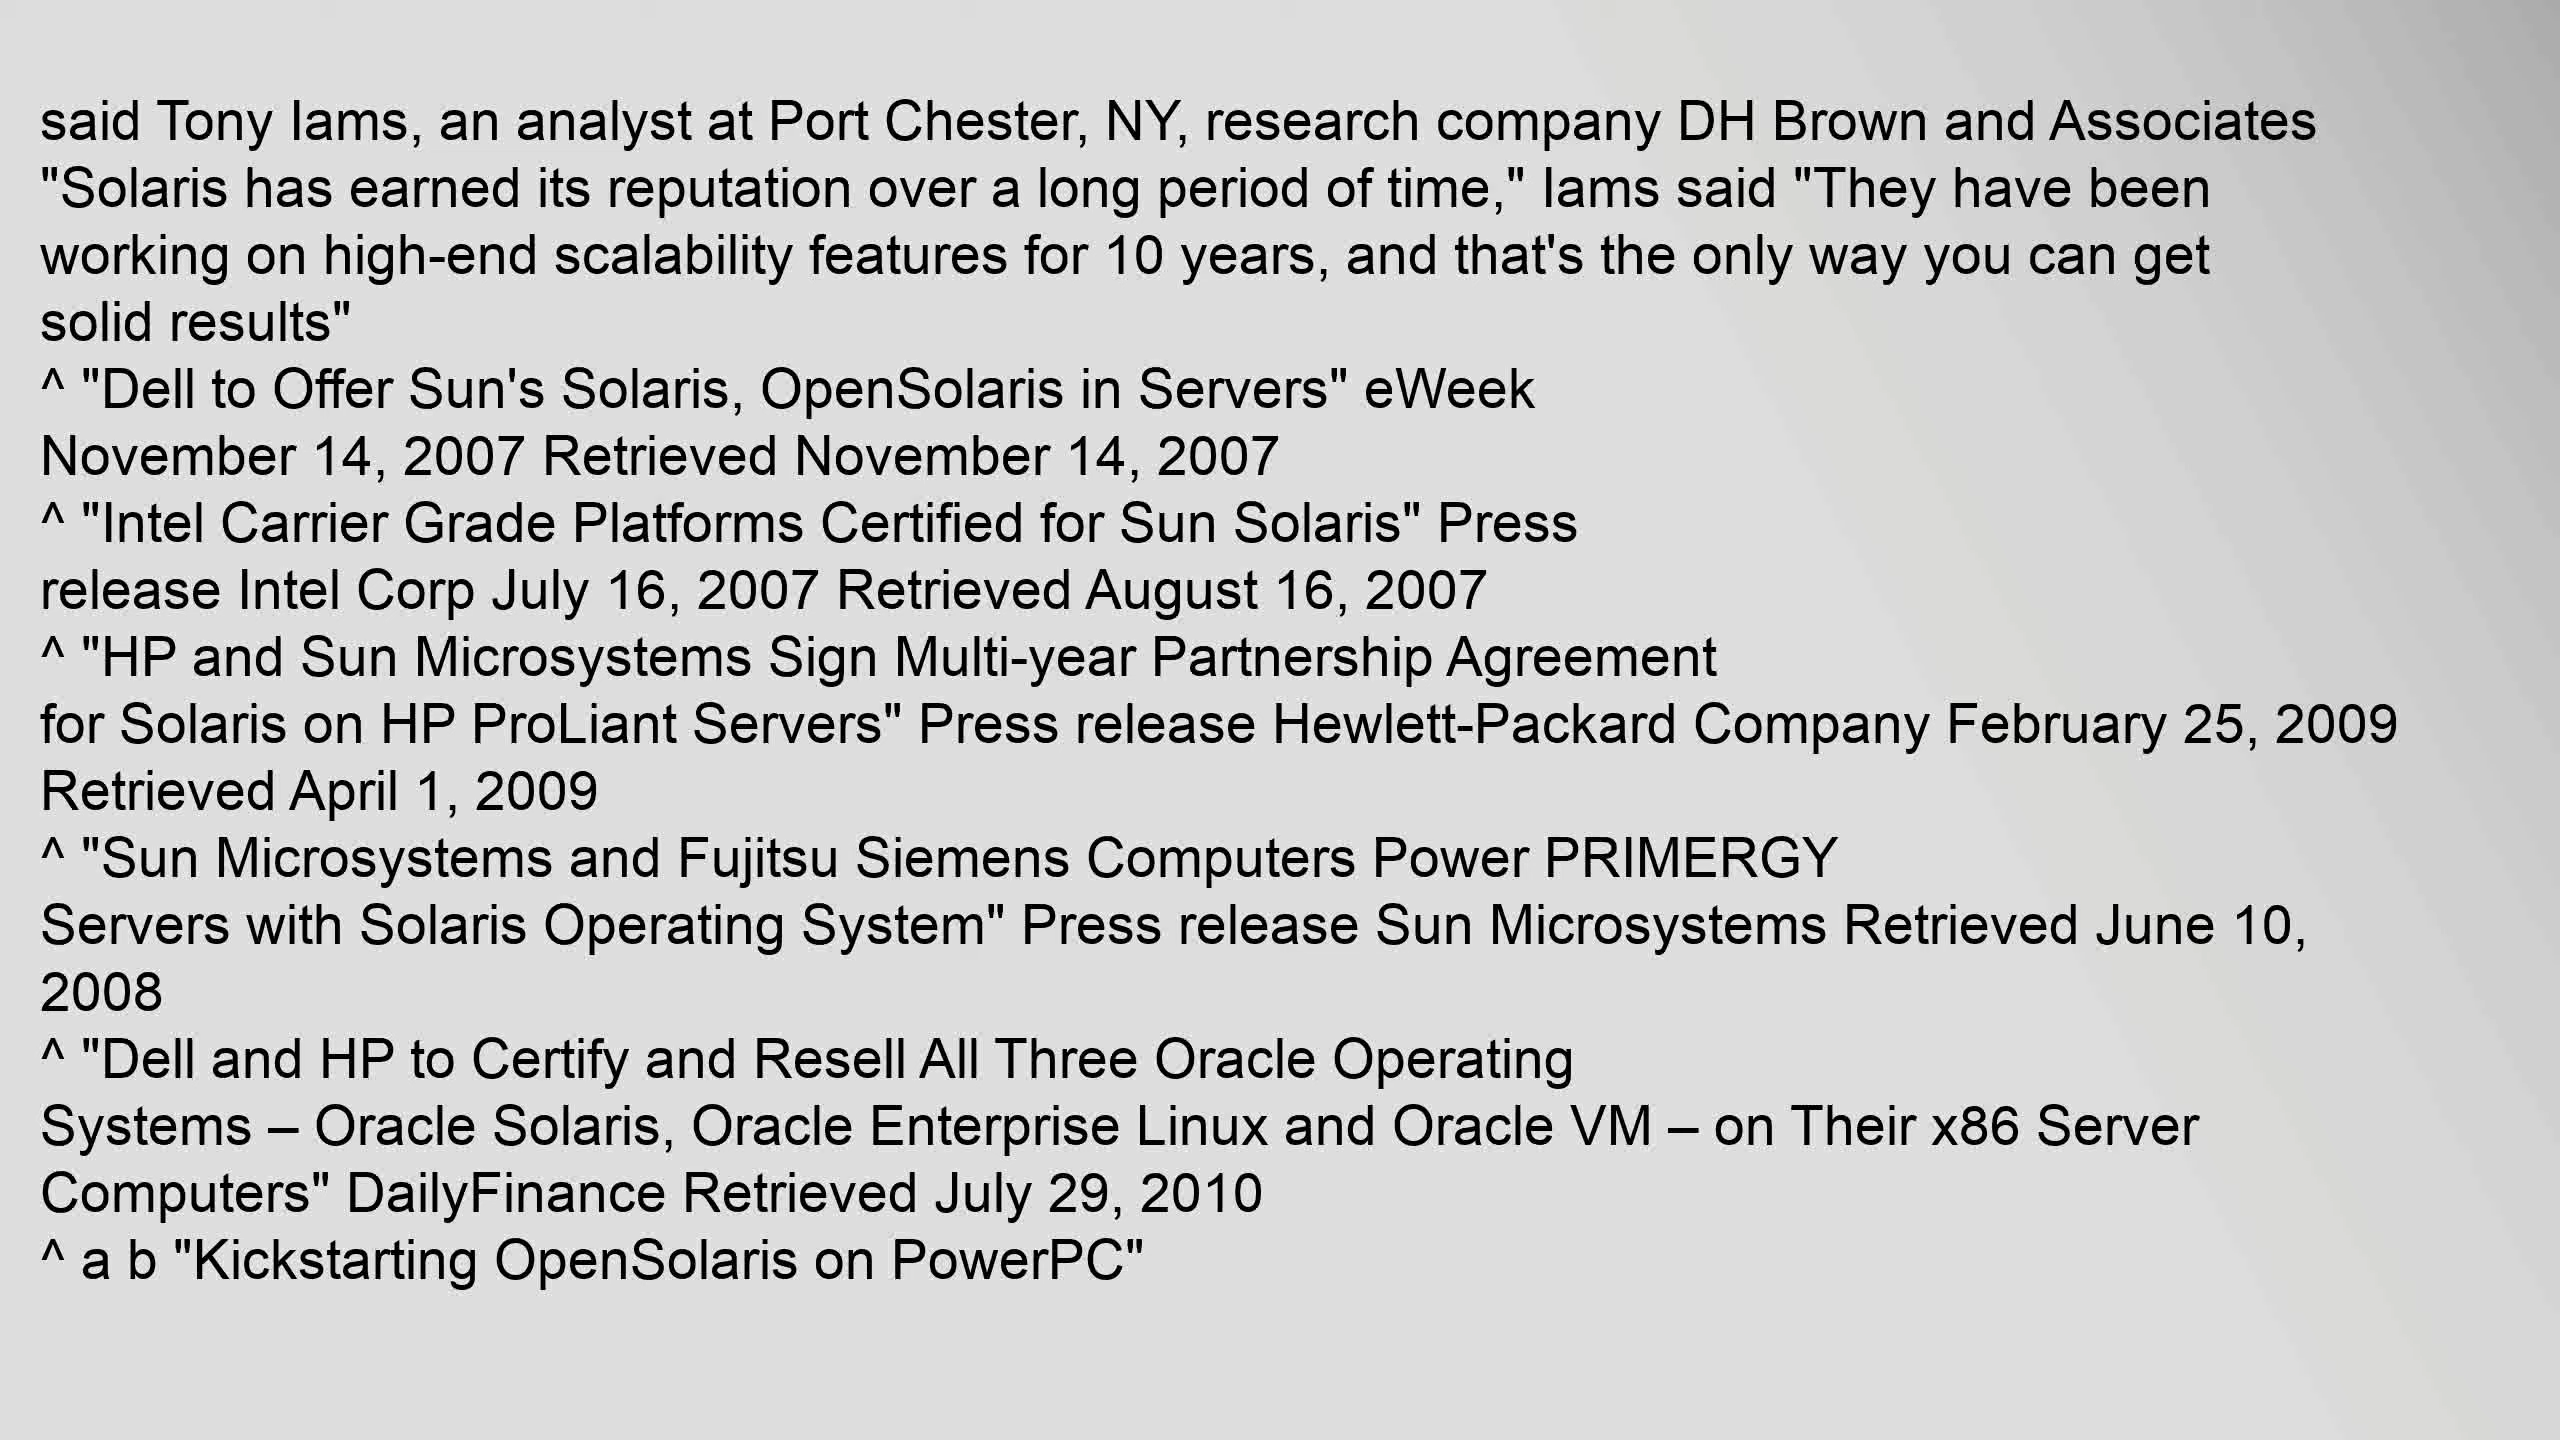 said Tony Iams, an analyst at Port Chester, NY, research company DH Brown and Associates
"Solaris has earned its reputation over a long period of time," Iams said "They have been
working on high-end scalability features for 10 years, and that's the only way you can get
solid results"
^ "Dell to Offer Sun's Solaris, OpenSolaris in Servers" eWeek
November 14, 2007 Retrieved November 14, 2007
^ "Intel Carrier Grade Platforms Certified for Sun Solaris" Press
release Intel Corp July 16, 2007 Retrieved August 16, 2007
^ "HP and Sun Microsystems Sign Multi-year Partnership Agreement
for Solaris on HP ProLiant Servers" Press release Hewlett-Packard Company February 25, 2009
Retrieved April 1, 2009
^ "Sun Microsystems and Fujitsu Siemens Computers Power PRIMERGY
Servers with Solaris Operating System" Press release Sun Microsystems Retrieved June 10,
2008
^ "Dell and HP to Certify and Resell All Three Oracle Operating
Systems – Oracle Solaris, Oracle Enterprise Linux and Oracle VM – on Their x86 Server
Computers" DailyFinance Retrieved July 29, 2010
^ a b "Kickstarting OpenSolaris on PowerPC"